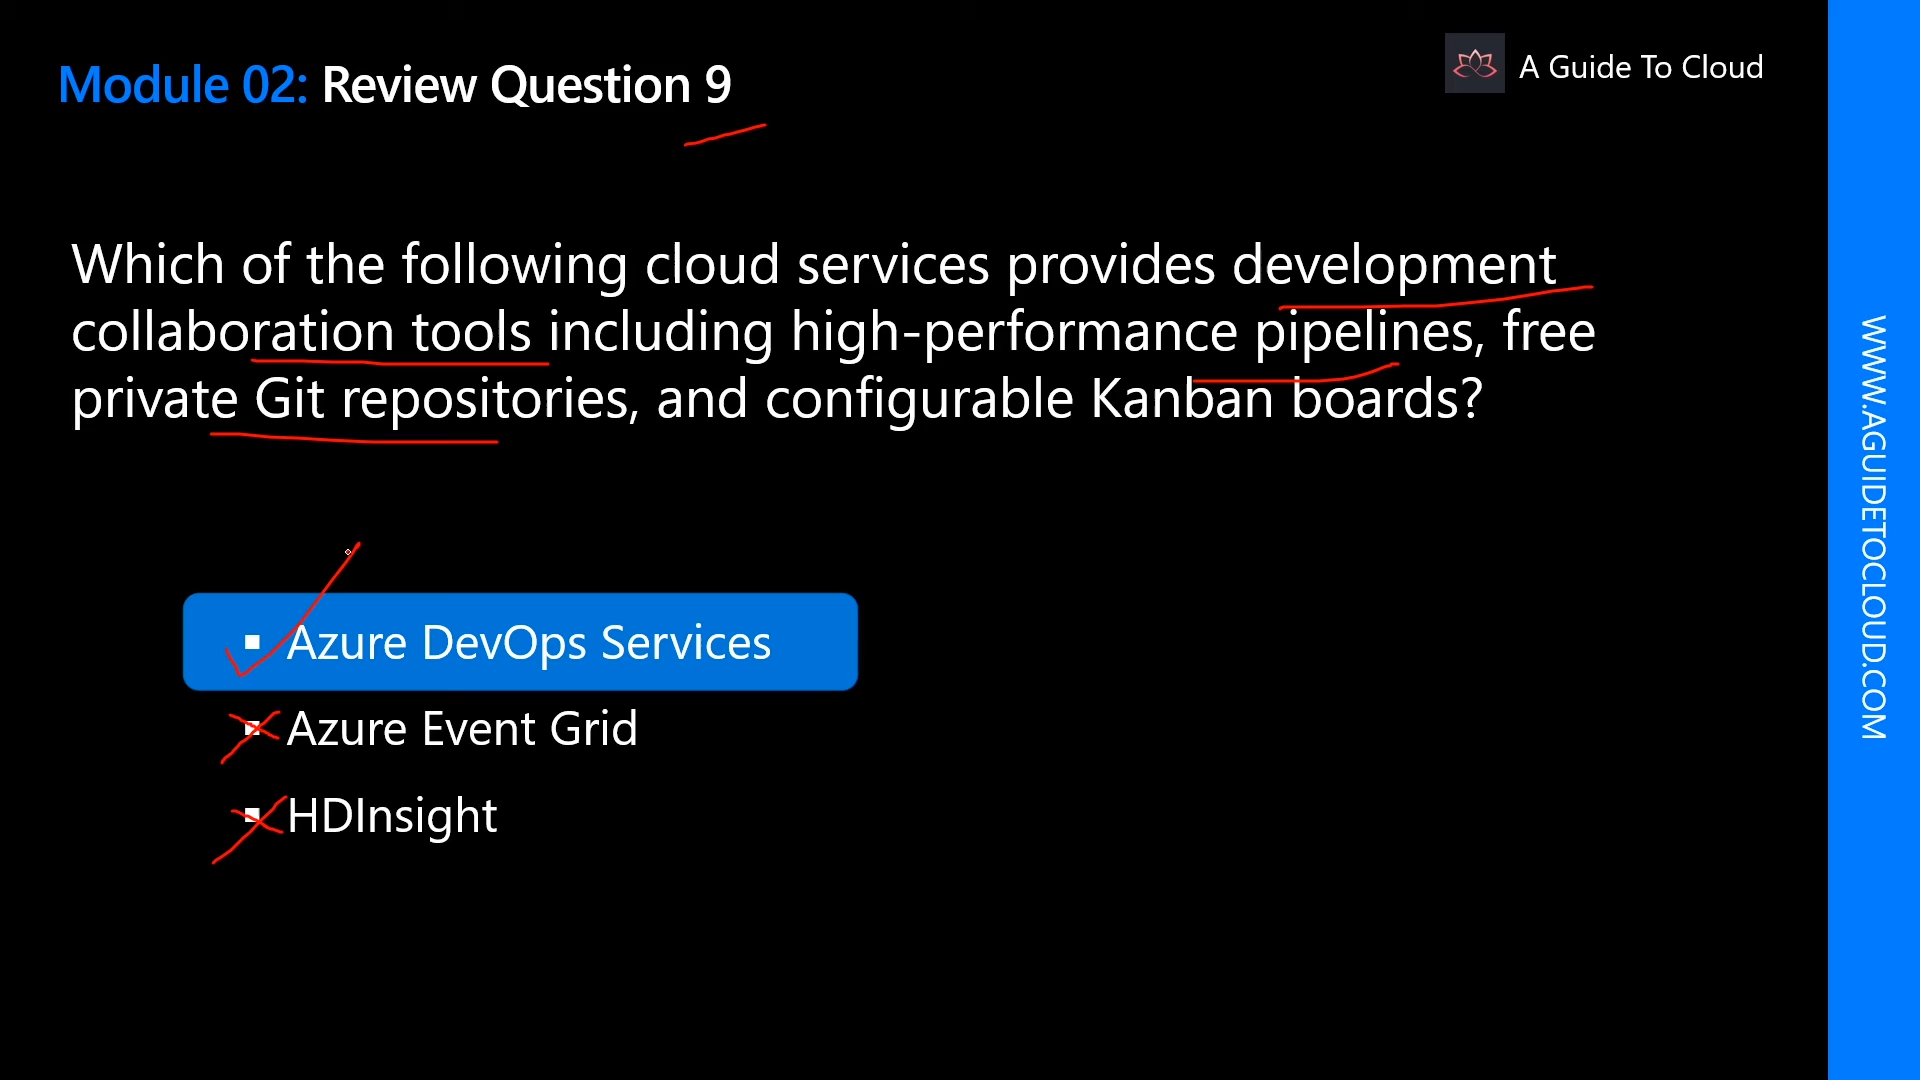 Module 02: Review Question 9
A Guide To Cloud
Which of the following cloud services provides development
collaboration tools including high-performance pipelines, free
private Git repositories, and configurable Kanban boards?
▪ Azure DevOps Services
▪ Azure Event Grid
▪ HDInsight
WWW.AGUIDETOCLOUD.COM